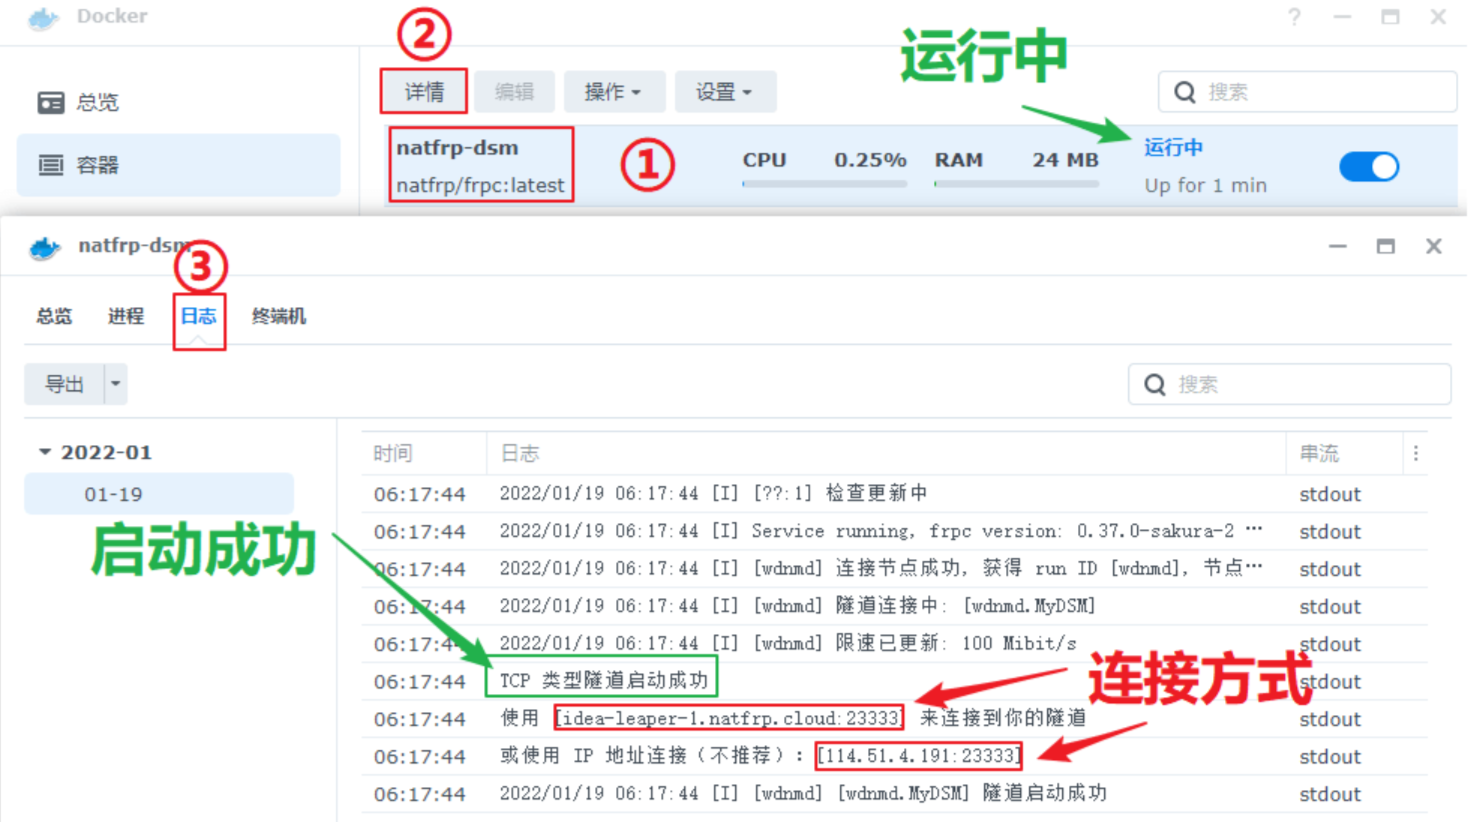 Docker
?
②
详情
编辑
操作
设置
运行中
搜索
总览
容器
natfrp-dsm
natfrp/frpc:latest
①
CPU 0.25%
RAM 24 MB
运行中
Up for 1 min
natfrp-dsm
③
总览 进程 日志 终端机
导出
搜索
2022-01
01-19
启动成功
时间 日志 串流
06:17:44 2022/01/19 06:17:44 [I] [??:1] 检查更新中 stdout
06:17:44 2022/01/19 06:17:44 [I] Service running, frpc version: 0.37.0-sakura-2 ··· stdout
06:17:44 2022/01/19 06:17:44 [I] [wdnmd] 连接节点成功, 获得 run ID [wdnmd], 节点··· stdout
06:17:44 2022/01/19 06:17:44 [I] [wdnmd] 隧道连接中: [wdnmd.MyDSM] stdout
06:17:44 2022/01/19 06:17:44 [I] [wdnmd] 限速已更新: 100 Mibit/s stdout
06:17:44 TCP 类型隧道启动成功 stdout
连接方式
06:17:44 使用 [idea-leaper-1.natfrp.cloud:23333] 来连接到你的隧道 stdout
06:17:44 或使用 IP 地址连接（不推荐）: [114.51.4.191:23333] stdout
06:17:44 2022/01/19 06:17:44 [I] [wdnmd] [wdnmd.MyDSM] 隧道启动成功 stdout